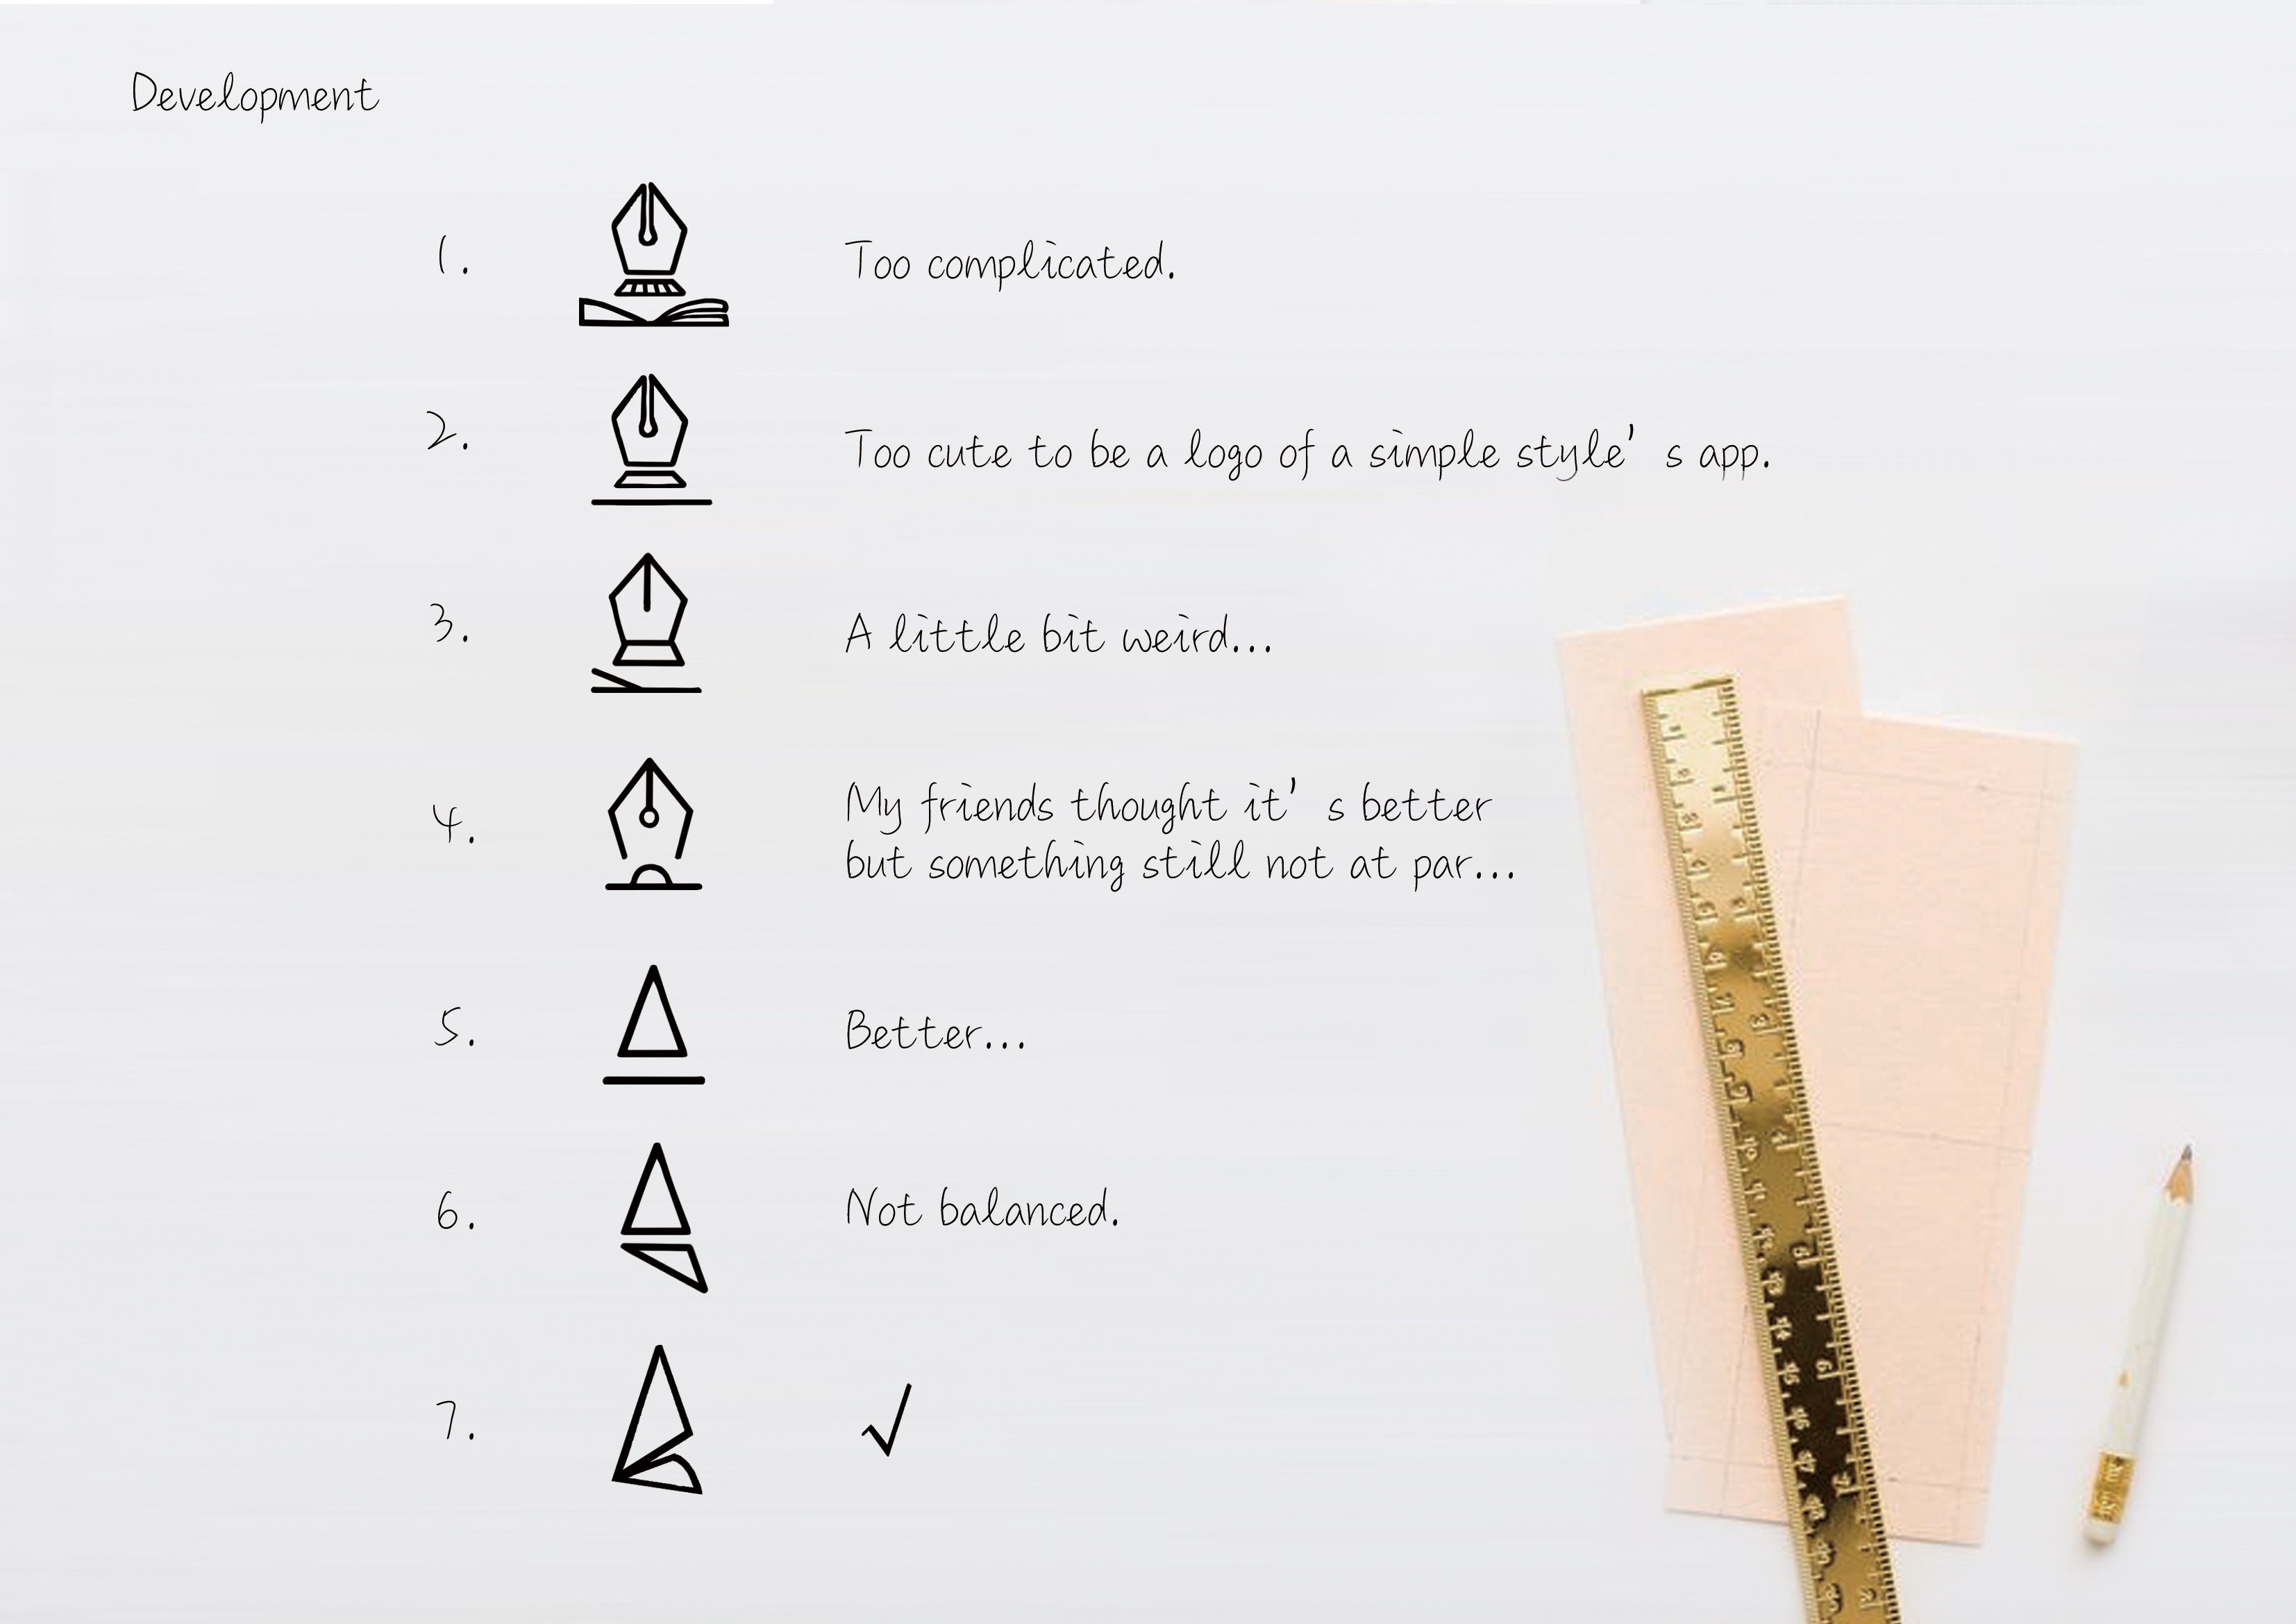 Development
1.
Too complicated.
2.
Too cute to be a logo of a simple style’s app.
3.
A little bit weird...
4.
My friends thought it’s better
but something still not at par...
5.
Better...
6.
Not balanced.
7.
√